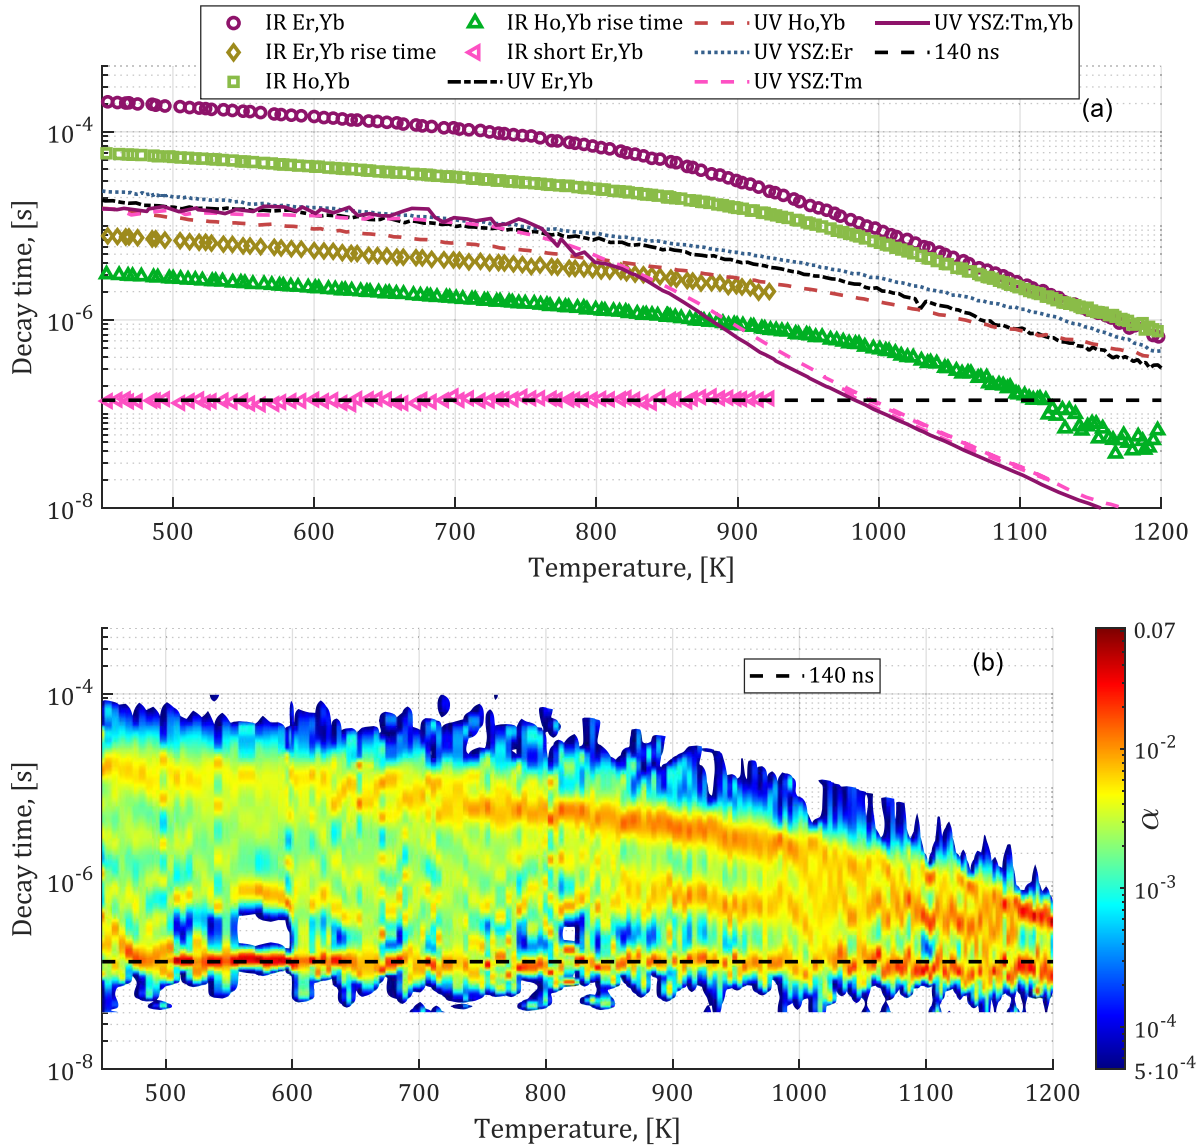 IR Er,Yb IR Ho,Yb rise time UV Ho,Yb UV YSZ:Tm,Yb
IR Er,Yb rise time IR short Er,Yb UV YSZ:Er 140 ns
IR Ho,Yb UV Er,Yb UV YSZ:Tm
(a)
10-4
10-6
10-8
Decay time, [s]
500 600 700 800 900 1000 1100 1200
Temperature, [K]
140 ns
(b)
10-4
10-6
10-8
Decay time, [s]
500 600 700 800 900 1000 1100 1200
Temperature, [K]
0.07
10-2
10-3
10-4
5·10-4
α